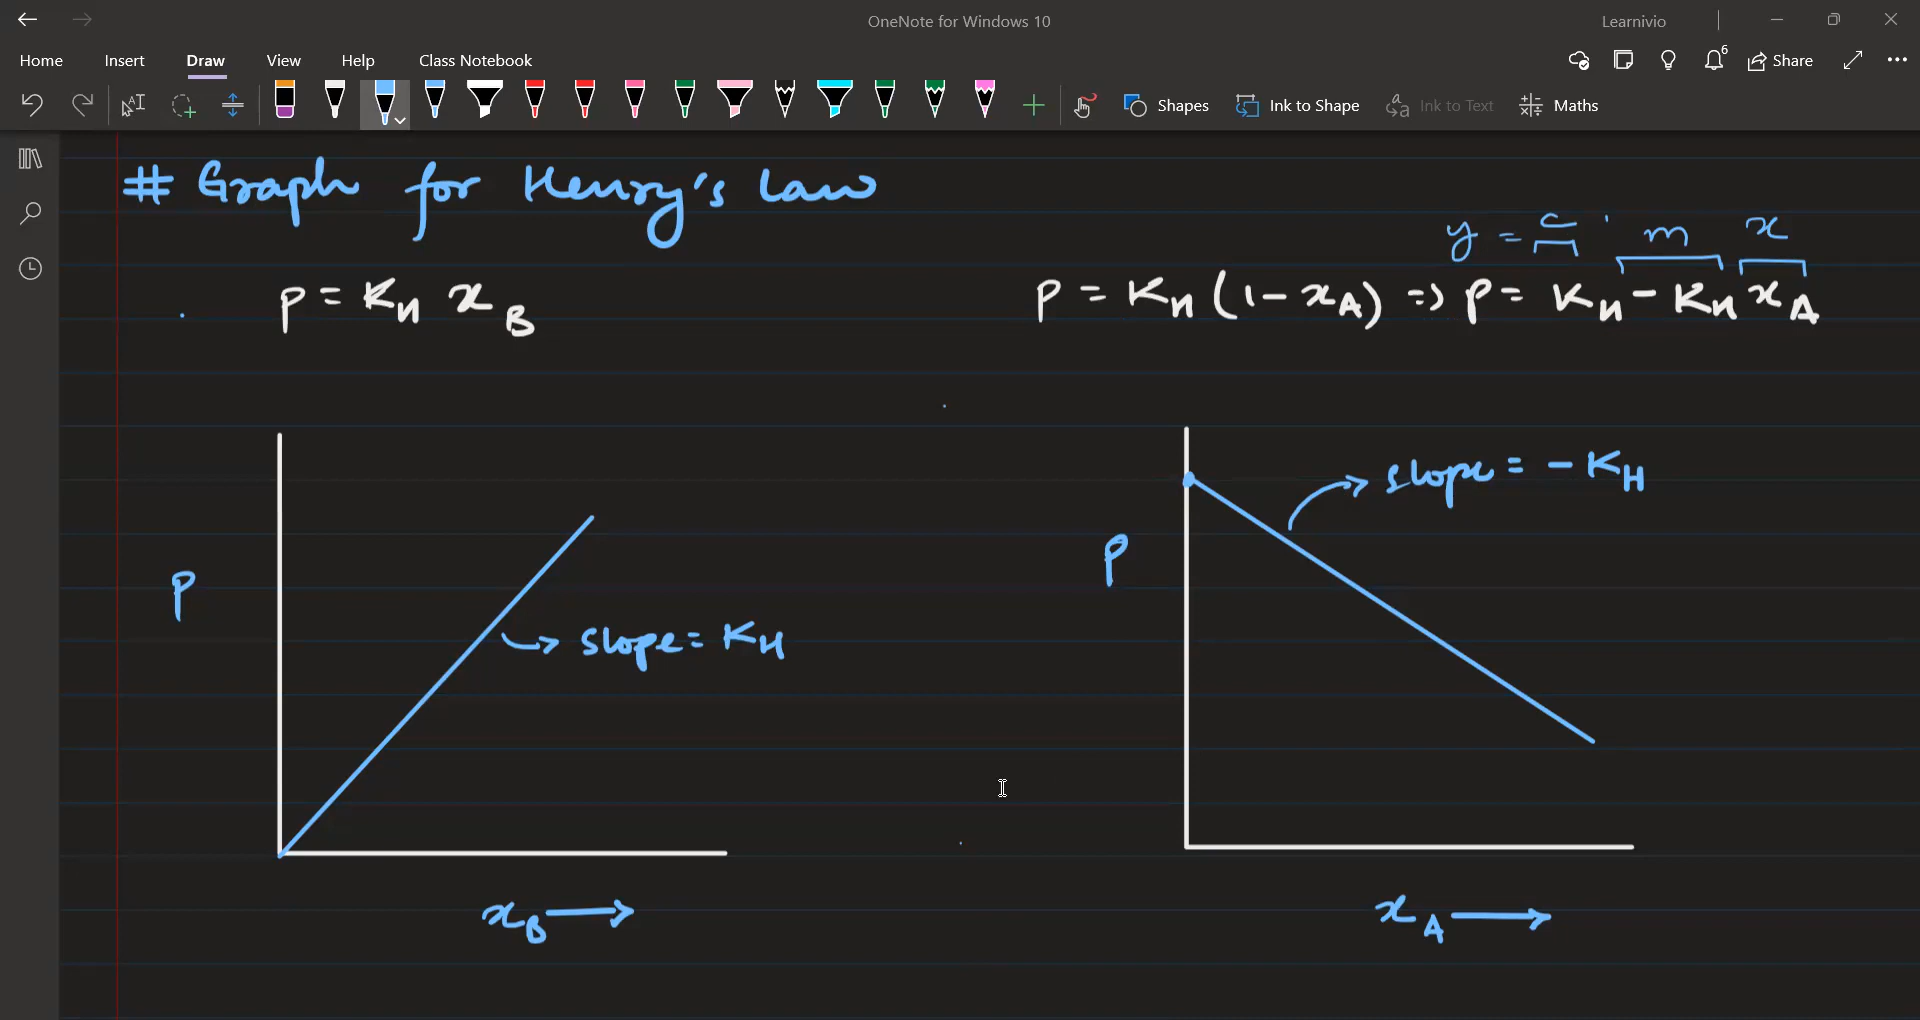 OneNote for Windows 10
Learnivio
Home Insert Draw View Help Class Notebook
6
Share
Shapes Ink to Shape Ink to Text Maths
# Graph for Henry's Law
y = c m x
P = KH xB
P = KH (1 - xA) => P = KH - KH xA
slope = - KH
P
P
slope = KH
xB →
xA →